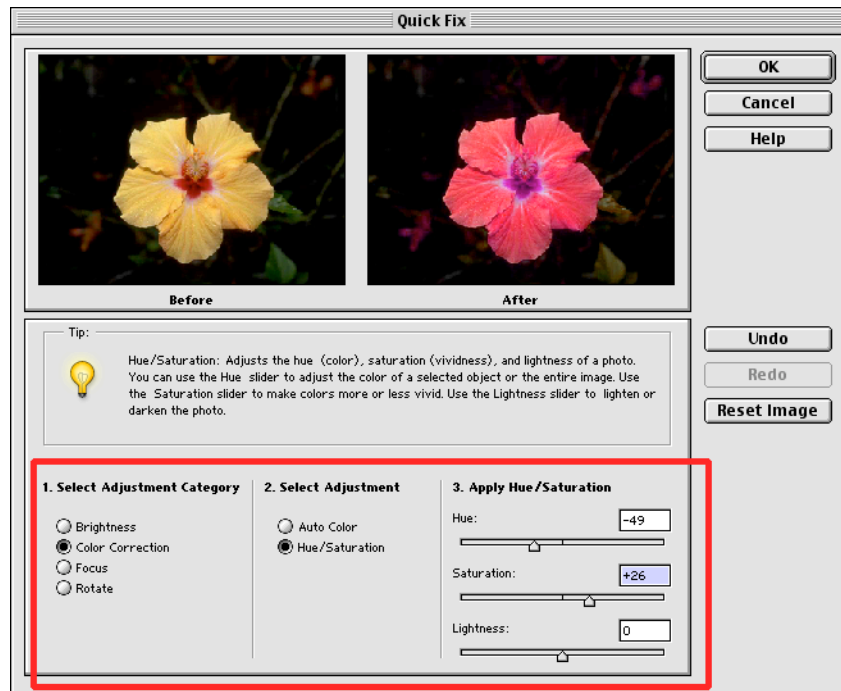 Quick Fix
OK
Cancel
Help
Before
After
Tip:
Hue/Saturation: Adjusts the hue (color), saturation (vividness), and lightness of a photo.
You can use the Hue slider to adjust the color of a selected object or the entire image. Use
the Saturation slider to make colors more or less vivid. Use the Lightness slider to lighten or
darken the photo.
Undo
Redo
Reset Image
1. Select Adjustment Category
Brightness
Color Correction
Focus
Rotate
2. Select Adjustment
Auto Color
Hue/Saturation
3. Apply Hue/Saturation
Hue: -49
Saturation: +26
Lightness: 0